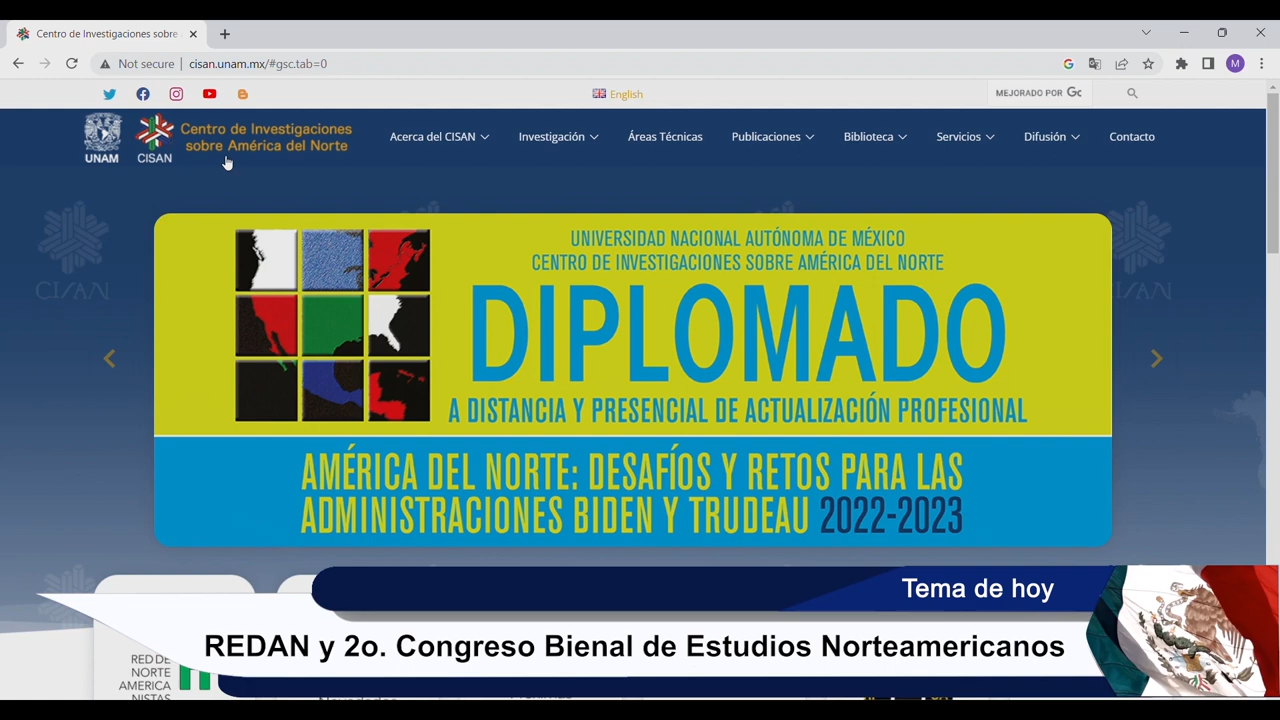 Centro de Investigaciones sobre
Not secure | cisan.unam.mx/#gsc.tab=0
M
English
MEJORADO POR
UNAM
CISAN
Centro de Investigaciones
sobre América del Norte
Acerca del CISAN
Investigación
Áreas Técnicas
Publicaciones
Biblioteca
Servicios
Difusión
Contacto
CISAN
UNIVERSIDAD NACIONAL AUTÓNOMA DE MÉXICO
CENTRO DE INVESTIGACIONES SOBRE AMÉRICA DEL NORTE
DIPLOMADO
A DISTANCIA Y PRESENCIAL DE ACTUALIZACIÓN PROFESIONAL
AMÉRICA DEL NORTE: DESAFÍOS Y RETOS PARA LAS
ADMINISTRACIONES BIDEN Y TRUDEAU 2022-2023
Tema de hoy
REDAN y 2o. Congreso Bienal de Estudios Norteamericanos
RED DE
NORTE
AMERICA
NISTAS